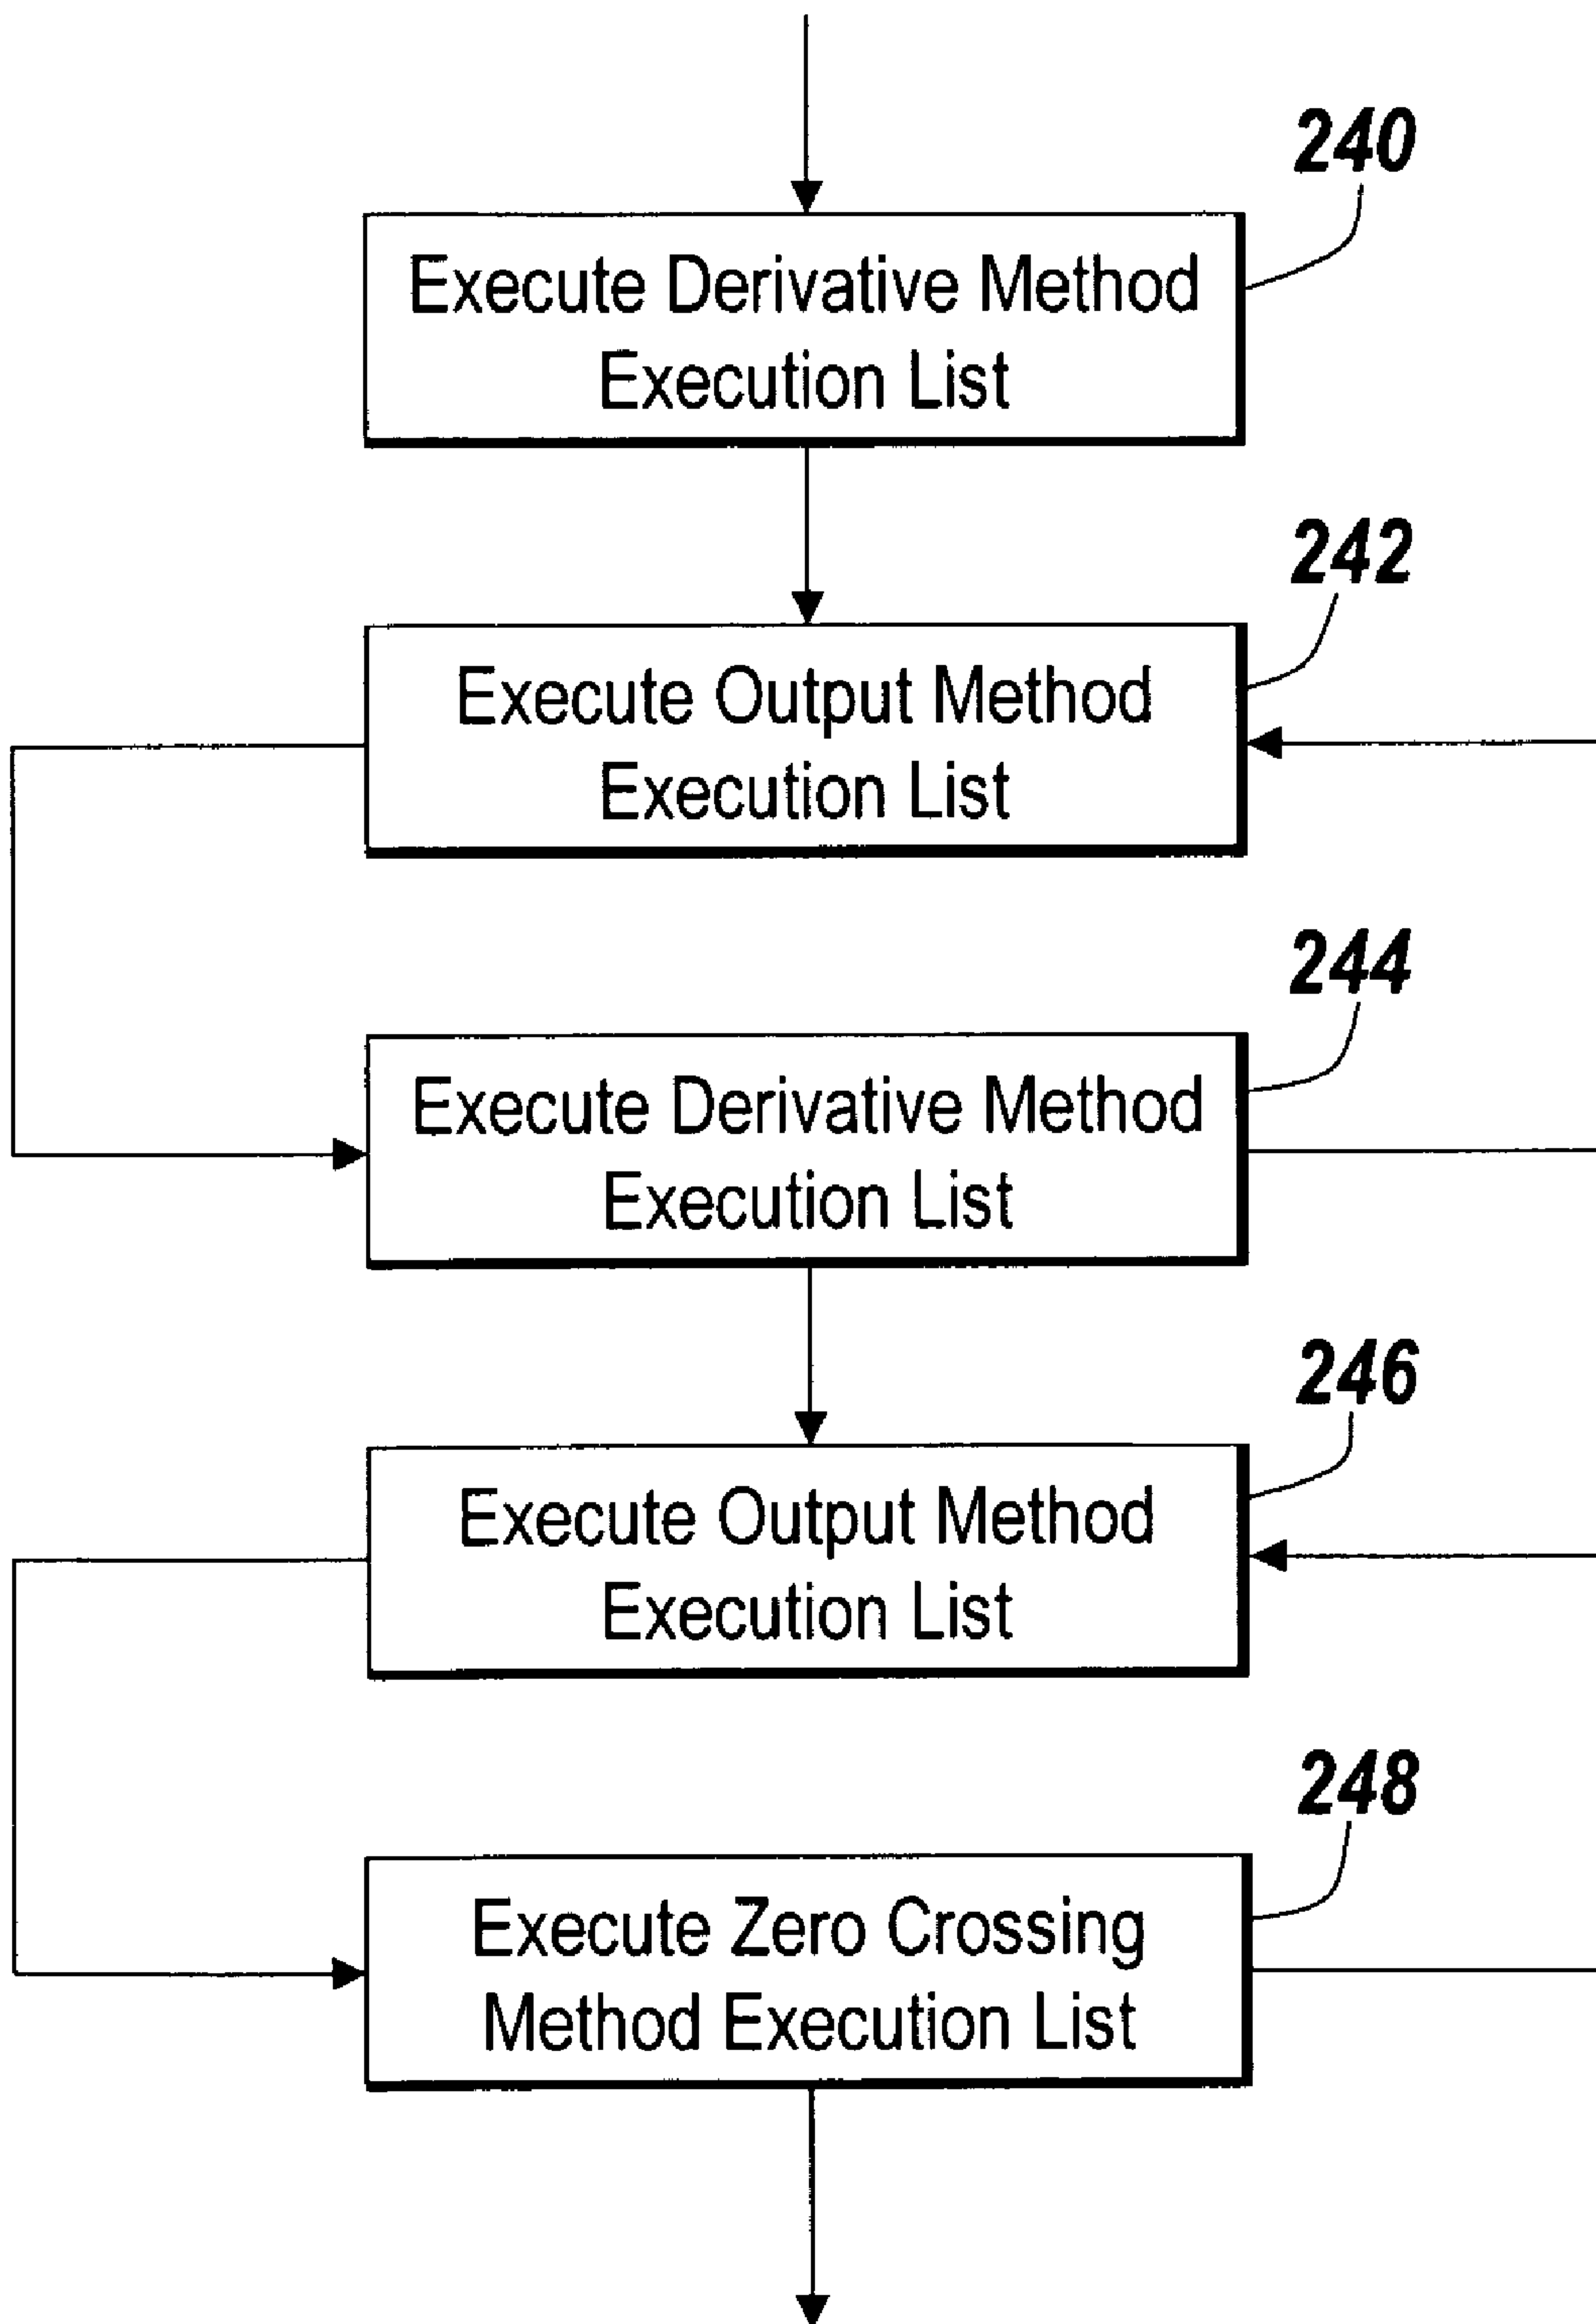 240
Execute Derivative Method
Execution List
242
Execute Output Method
Execution List
244
Execute Derivative Method
Execution List
246
Execute Output Method
Execution List
248
Execute Zero Crossing
Method Execution List